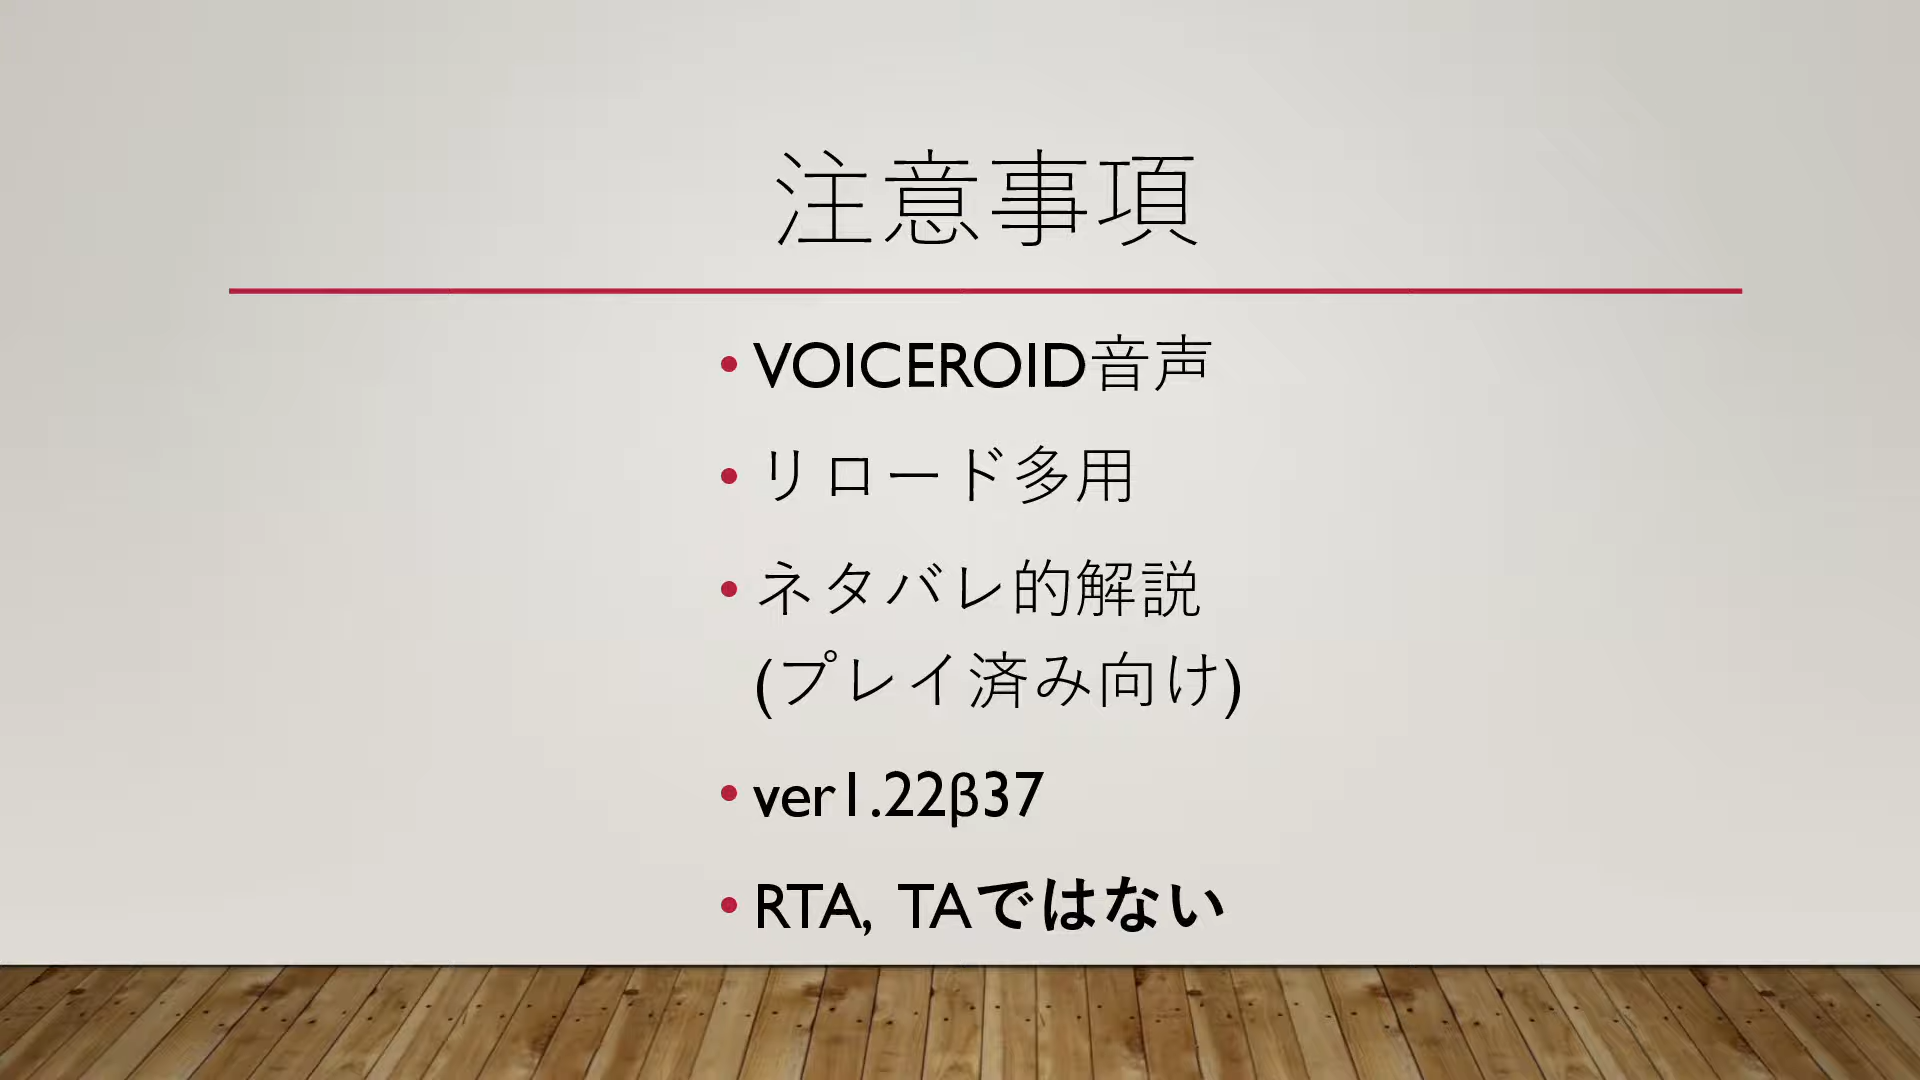 注意事項
• VOICEROID音声
• リロード多用
• ネタバレ的解説
(プレイ済み向け)
• ver1.22β37
• RTA, TAではない